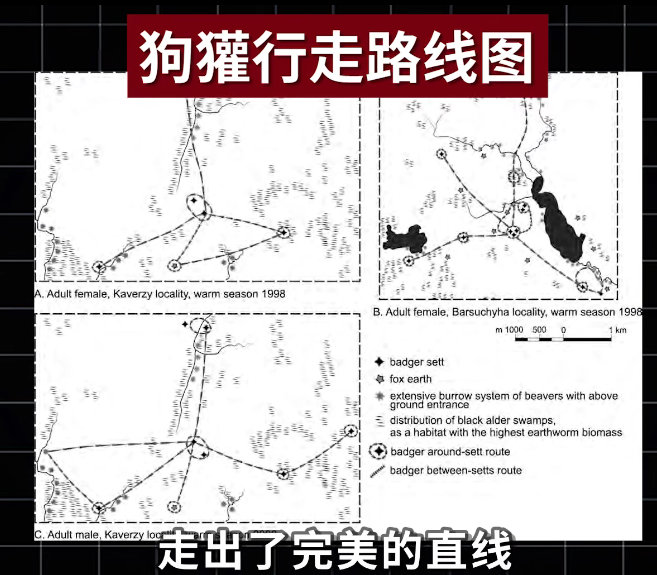 狗獾行走路线图
A. Adult female, Kaverzy locality, warm season 1998
B. Adult female, Barsuchyha locality, warm season 1998
m 1000 500 0 1 km
badger sett
fox earth
extensive burrow system of beavers with above
ground entrance
distribution of black alder swamps,
as a habitat with the highest earthworm biomass
badger around-sett route
badger between-setts route
C. Adult male, Kaverzy
走出了完美的直线